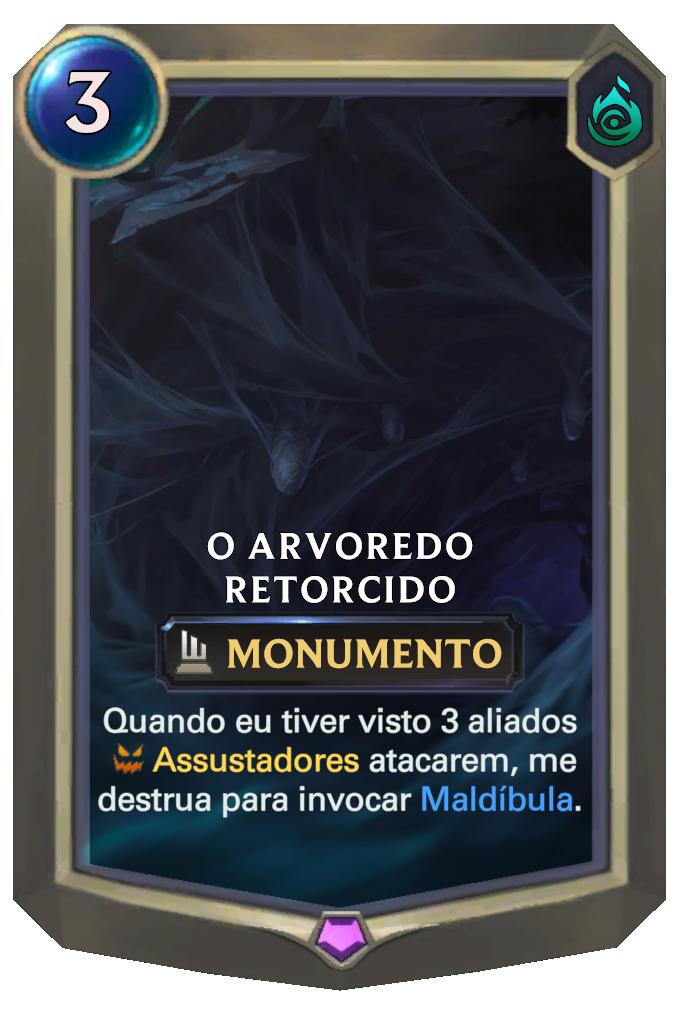 3
O ARVOREDO
RETORCIDO
MONUMENTO
Quando eu tiver visto 3 aliados
Assustadores atacarem, me
destrua para invocar Maldíbula.